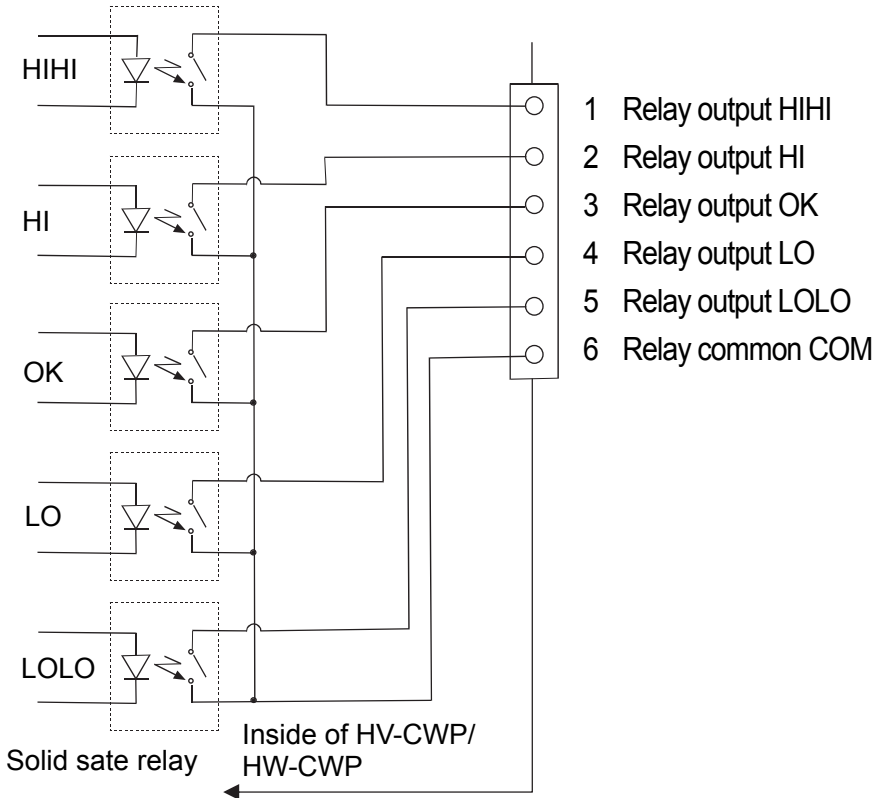 HIHI
HI
OK
LO
LOLO
1 Relay output HIHI
2 Relay output HI
3 Relay output OK
4 Relay output LO
5 Relay output LOLO
6 Relay common COM
Solid sate relay
Inside of HV-CWP/
HW-CWP